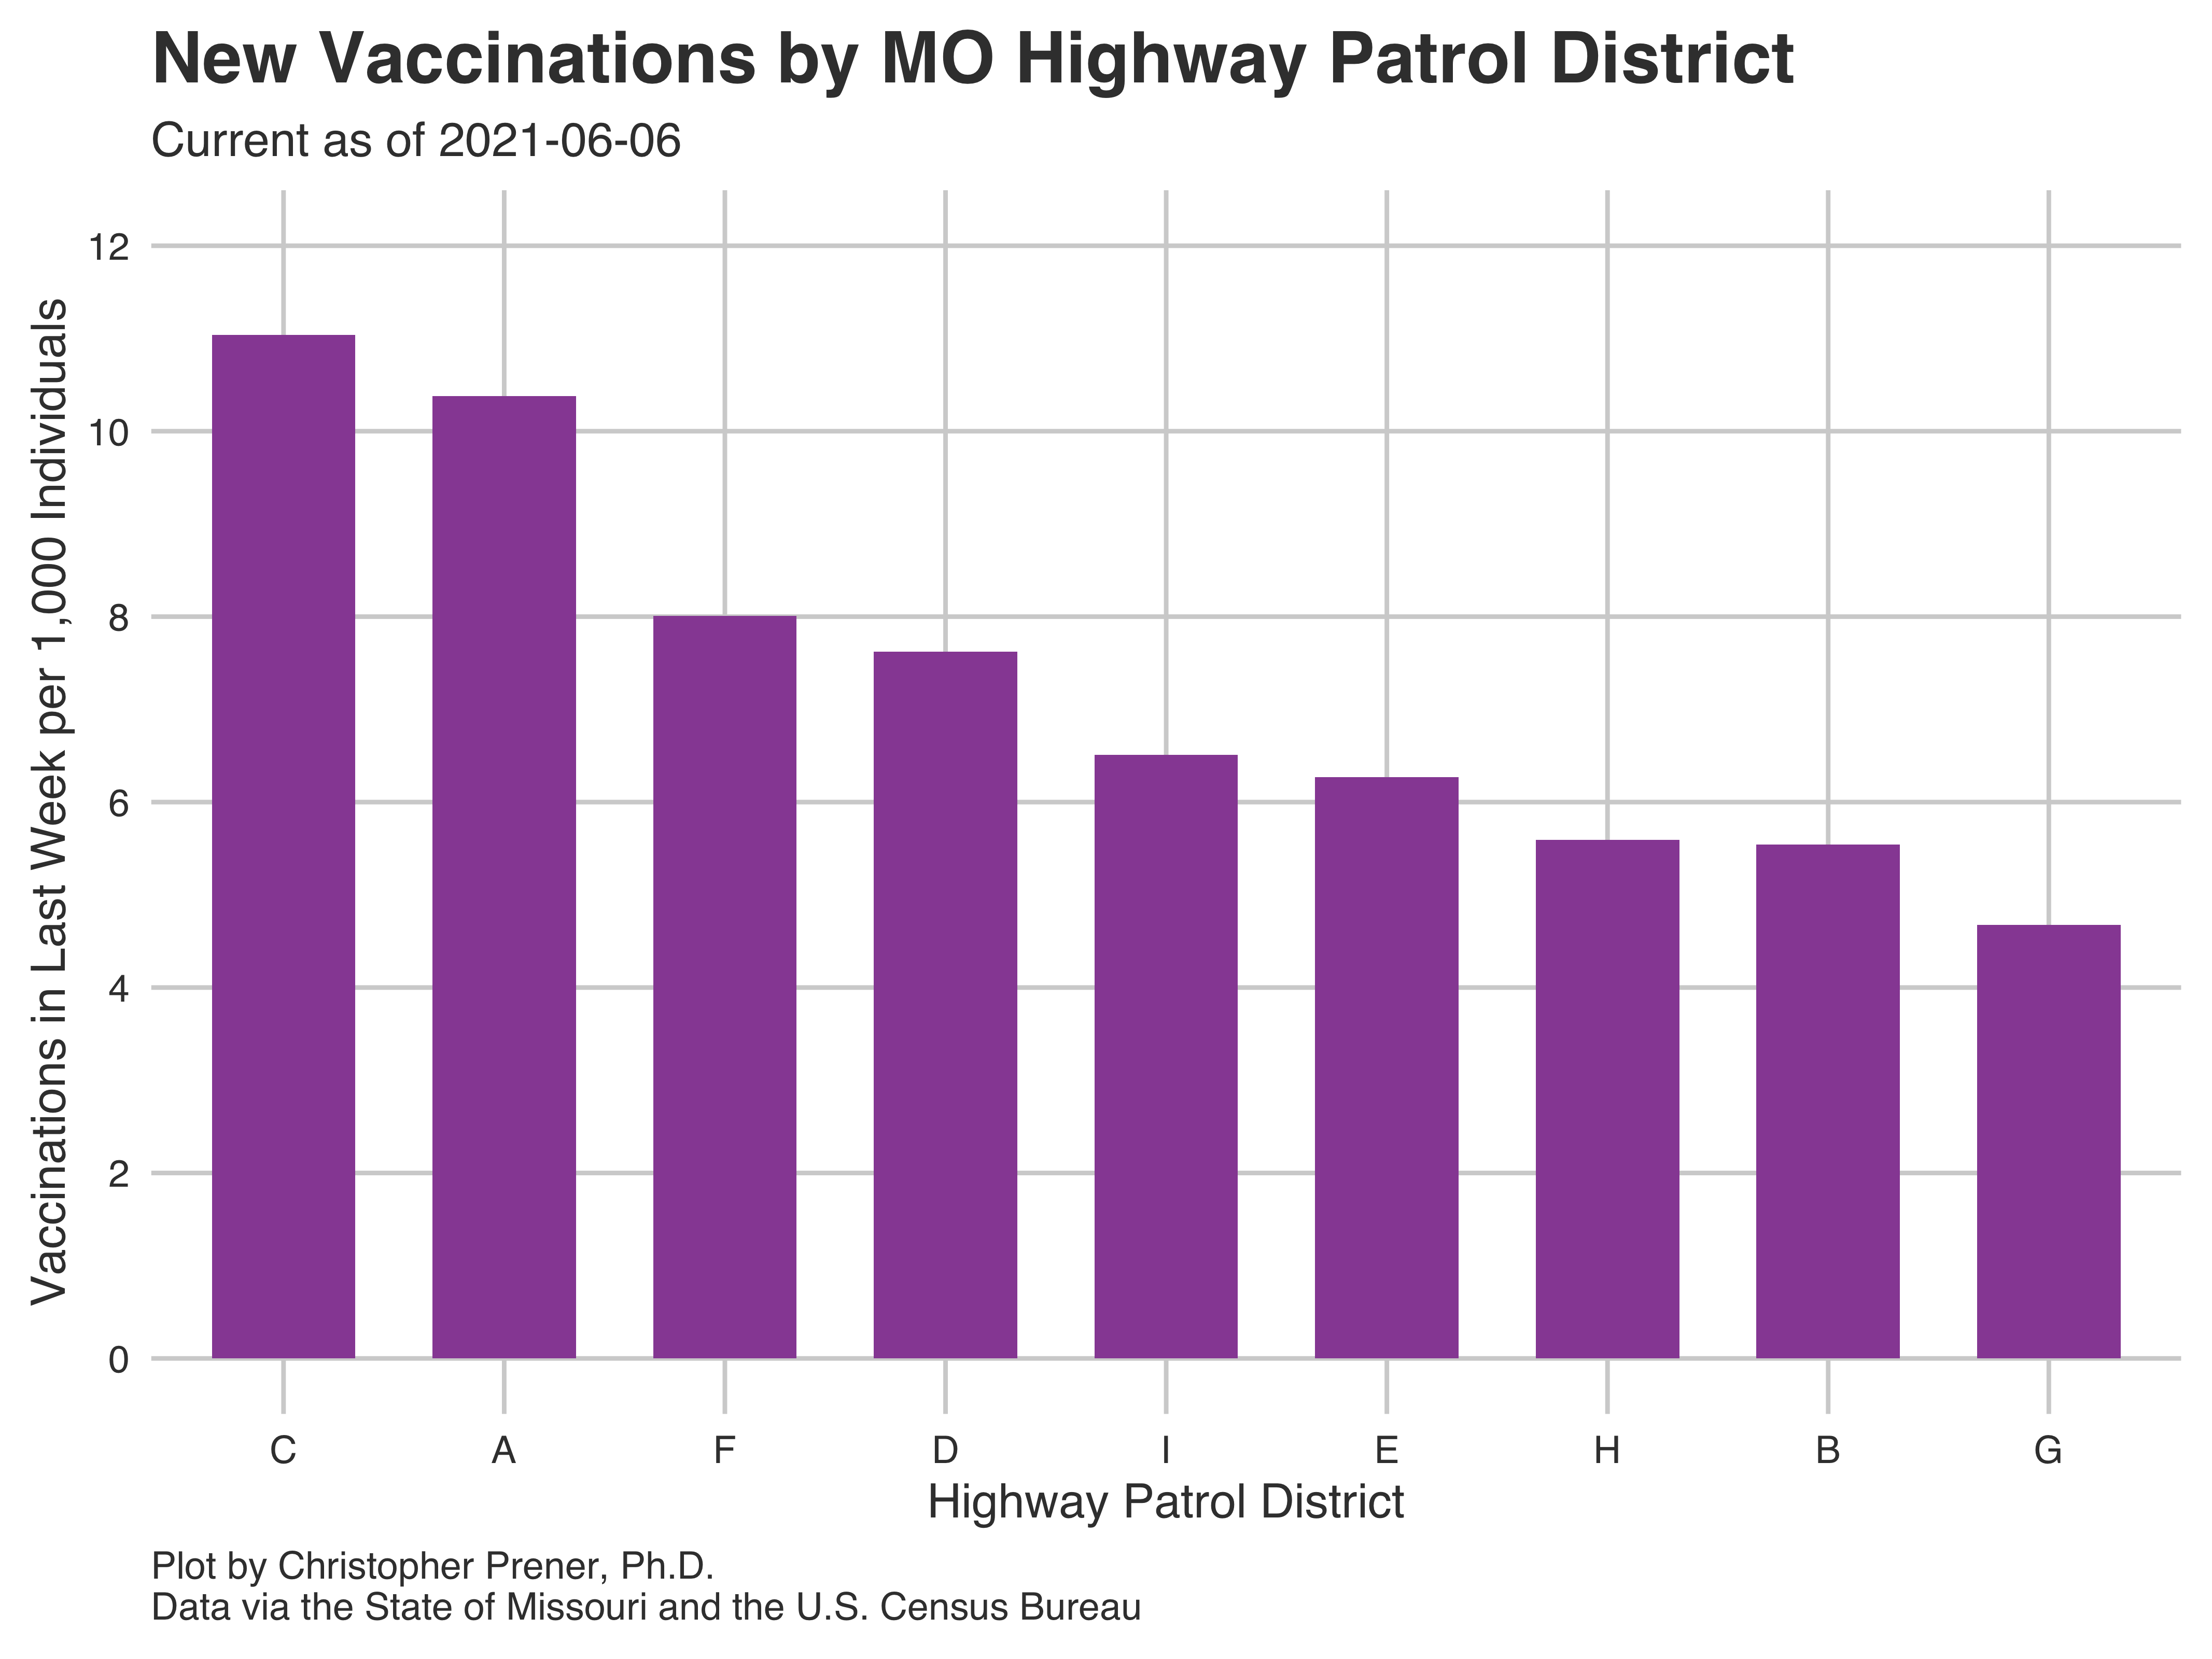 New Vaccinations by MO Highway Patrol District
Current as of 2021-06-06
Vaccinations in Last Week per 1,000 Individuals
12
10
8
6
4
2
0
C A F D I E H B G
Highway Patrol District
Plot by Christopher Prener, Ph.D.
Data via the State of Missouri and the U.S. Census Bureau